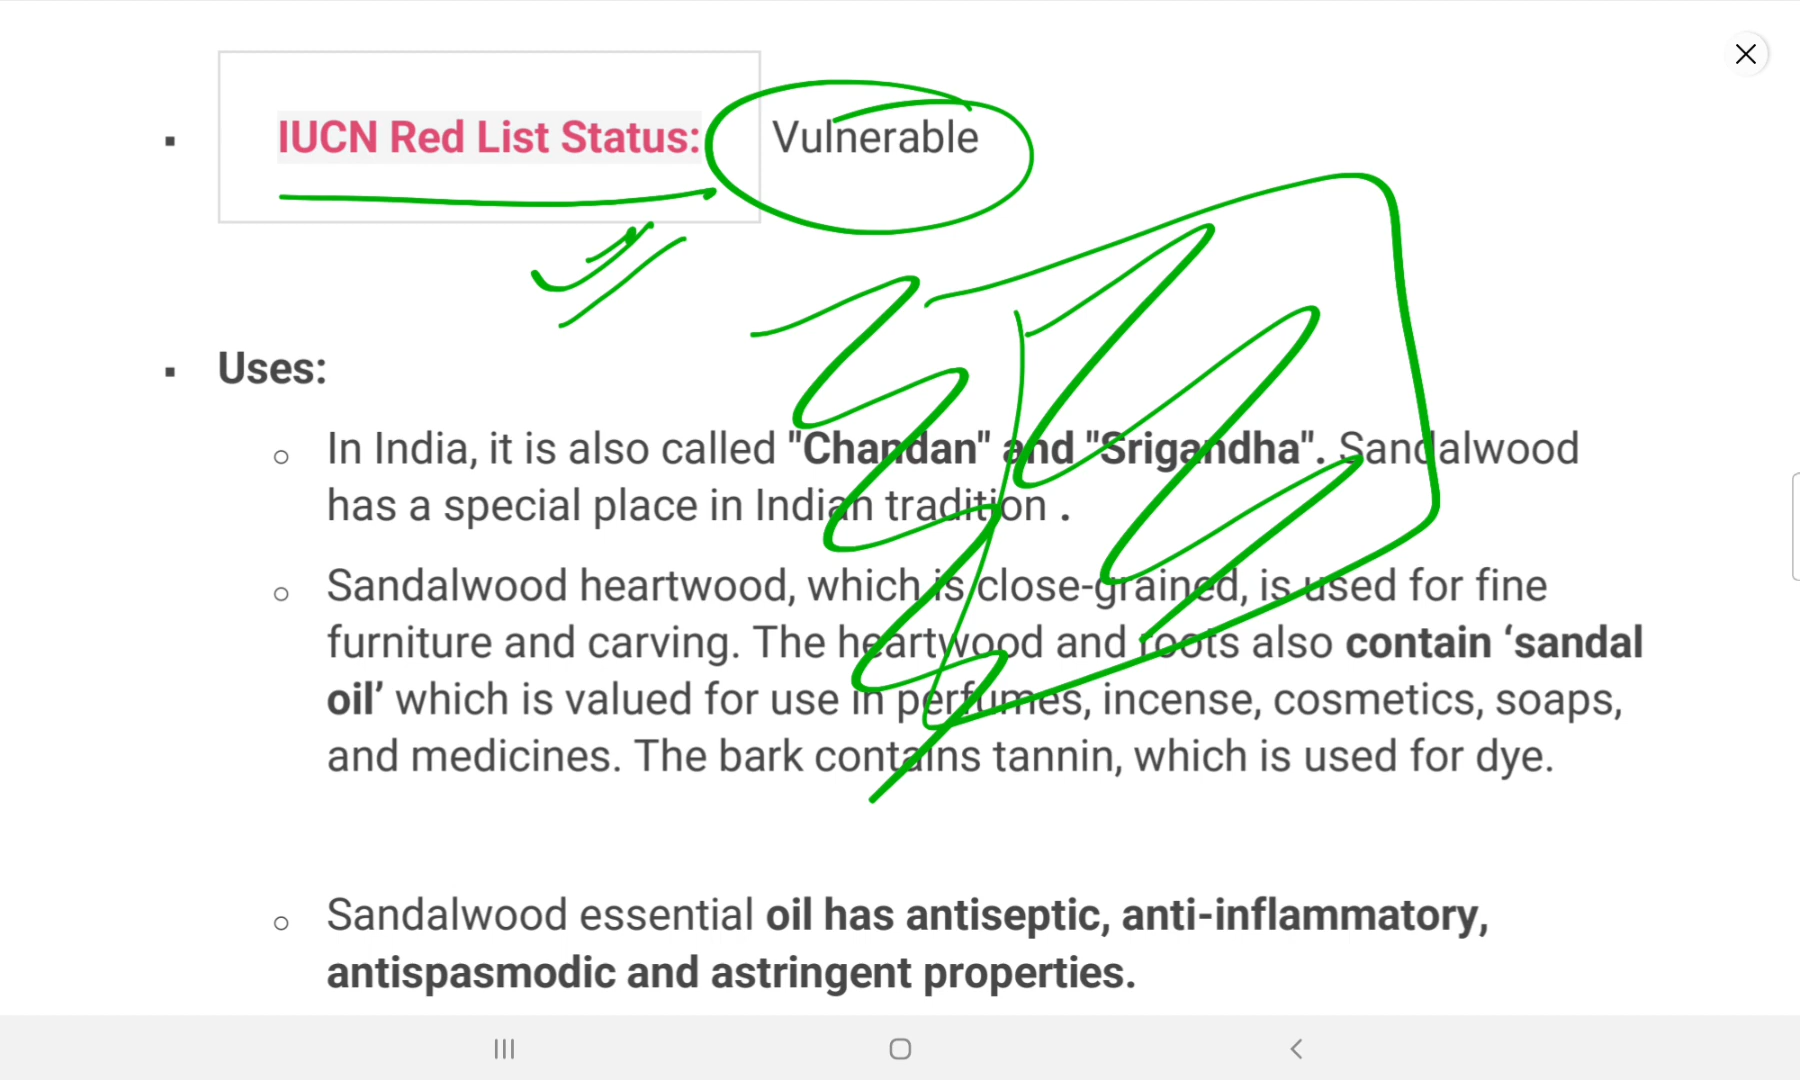 IUCN Red List Status: Vulnerable
Uses:
In India, it is also called "Chandan" and "Srigandha". Sandalwood
has a special place in Indian tradition .
Sandalwood heartwood, which is close-grained, is used for fine
furniture and carving. The heartwood and roots also contain ‘sandal
oil’ which is valued for use in perfumes, incense, cosmetics, soaps,
and medicines. The bark contains tannin, which is used for dye.
Sandalwood essential oil has antiseptic, anti-inflammatory,
antispasmodic and astringent properties.